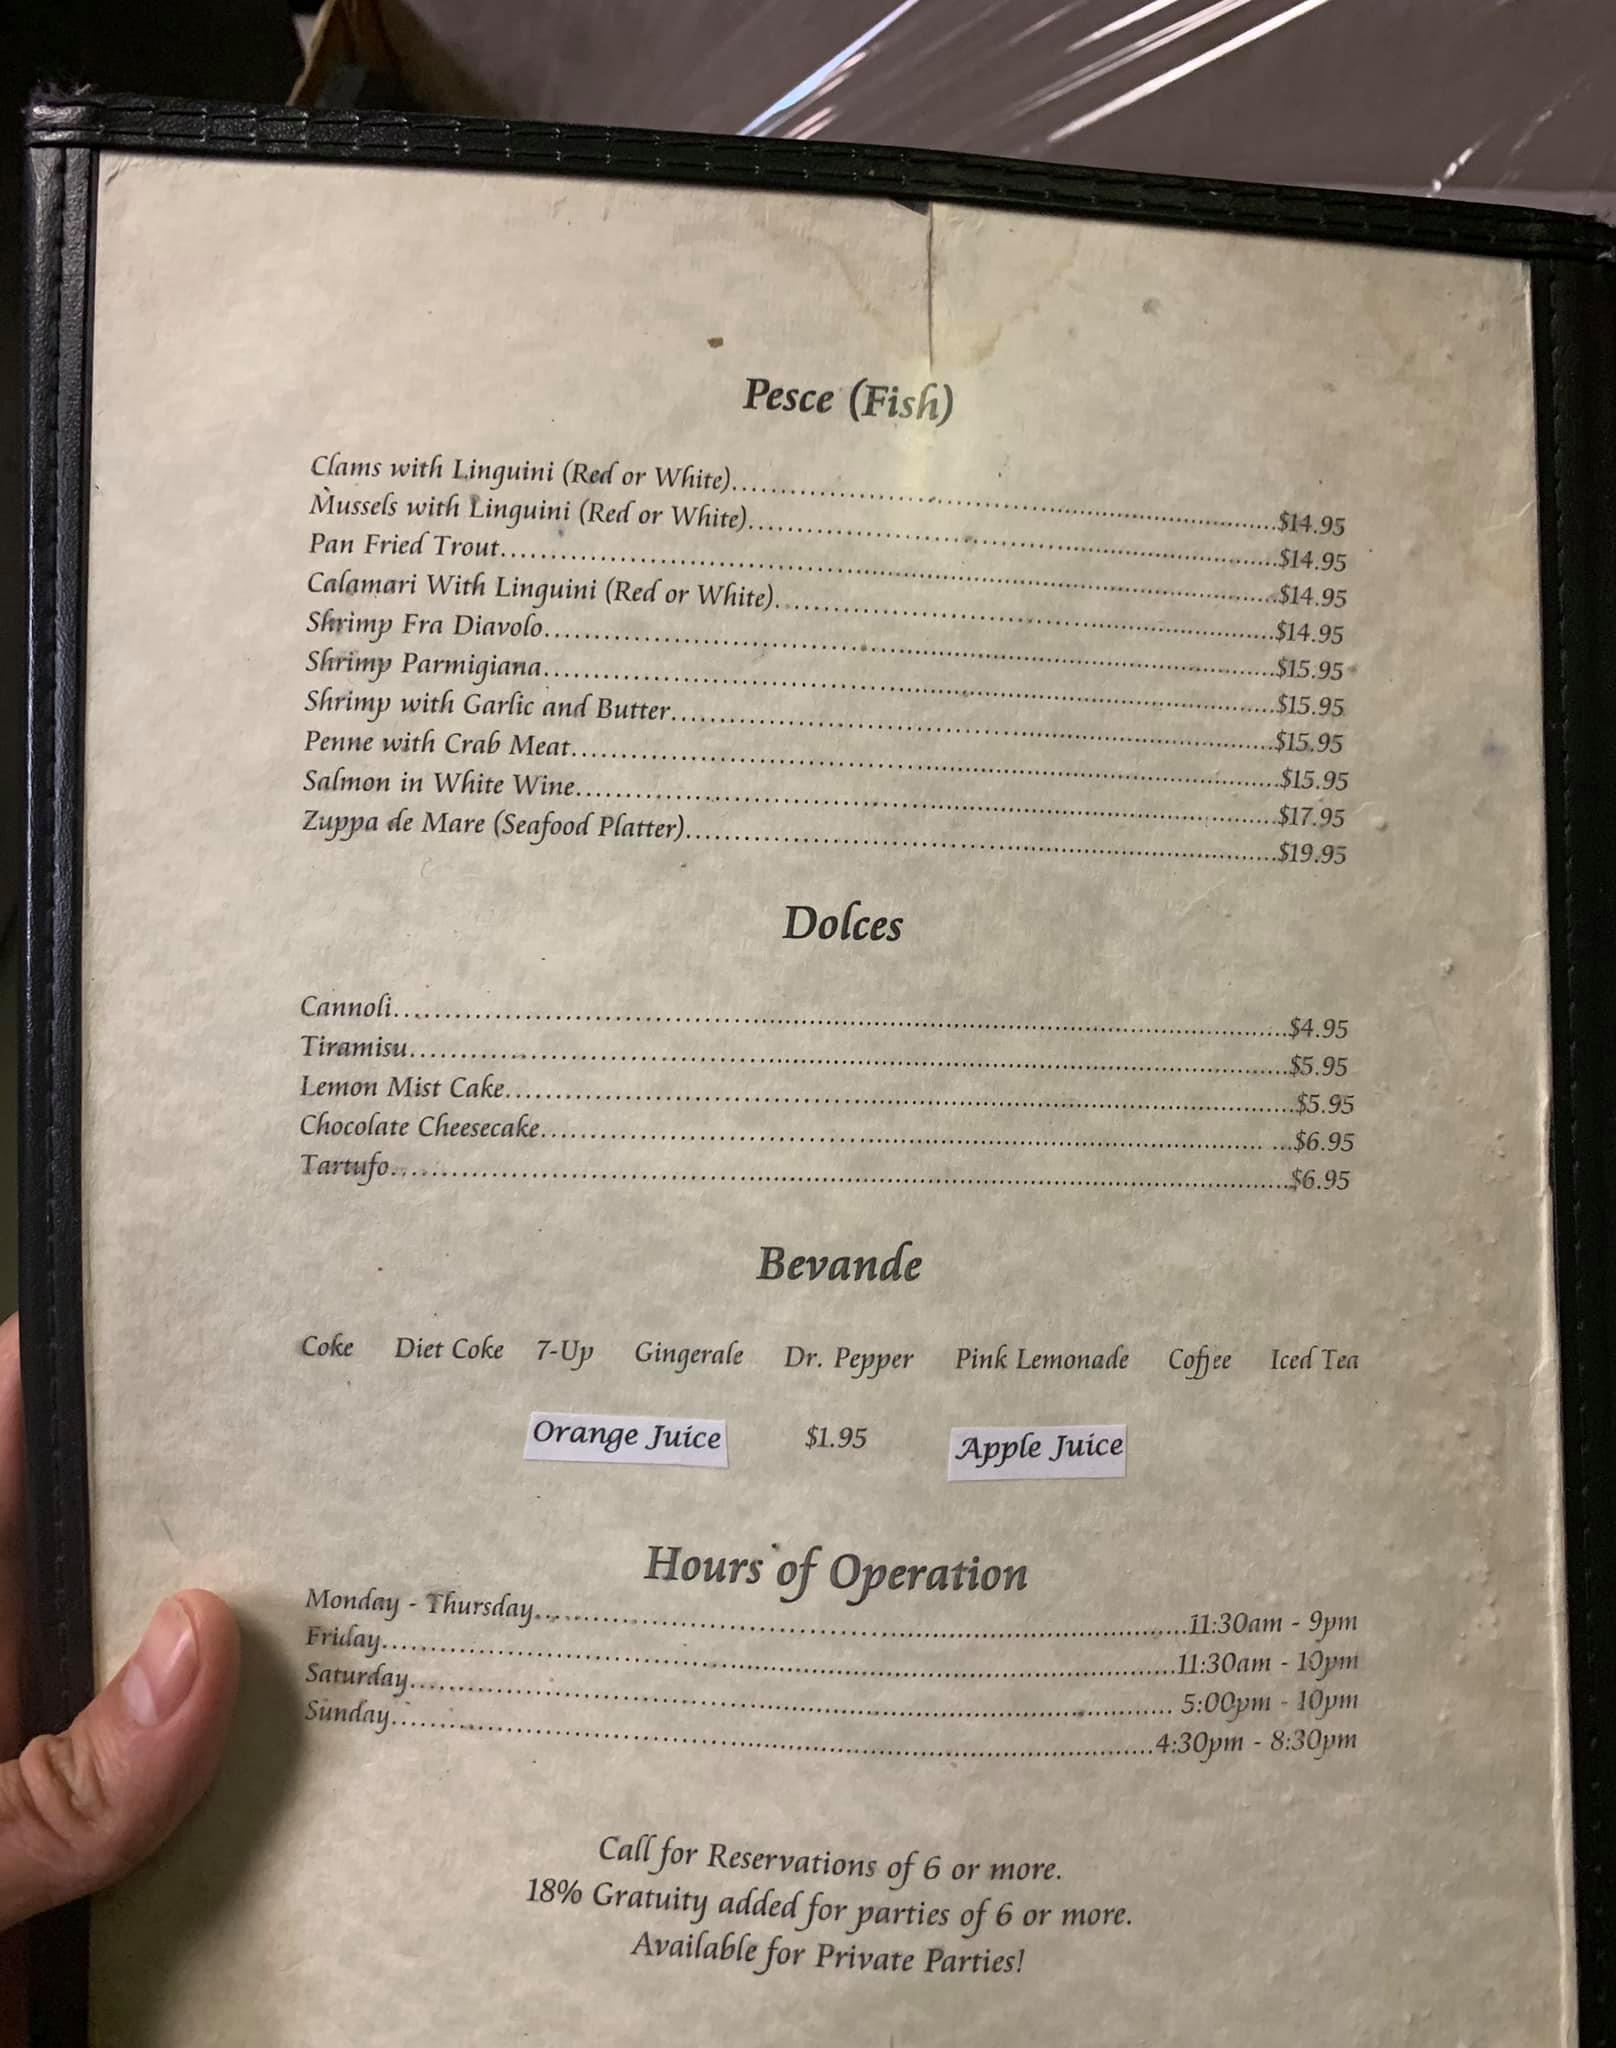 Pesce (Fish)
Clams with Linguini (Red or White)..........$14.95
Mussels with Linguini (Red or White)..........$14.95
Pan Fried Trout..........$14.95
Calamari With Linguini (Red or White)..........$14.95
Shrimp Fra Diavolo..........$15.95
Shrimp Parmigiana..........$15.95
Shrimp with Garlic and Butter..........$15.95
Penne with Crab Meat..........$15.95
Salmon in White Wine..........$17.95
Zuppa de Mare (Seafood Platter)..........$19.95
Dolces
Cannoli..........$4.95
Tiramisu..........$5.95
Lemon Mist Cake..........$5.95
Chocolate Cheesecake..........$6.95
Tartufo..........$6.95
Bevande
Coke Diet Coke 7-Up Gingerale Dr. Pepper Pink Lemonade Coffee Iced Tea
Orange Juice $1.95 Apple Juice
Hours of Operation
Monday - Thursday..........11:30am - 9pm
Friday..........11:30am - 10pm
Saturday..........5:00pm - 10pm
Sunday..........4:30pm - 8:30pm
Call for Reservations of 6 or more.
18% Gratuity added for parties of 6 or more.
Available for Private Parties!